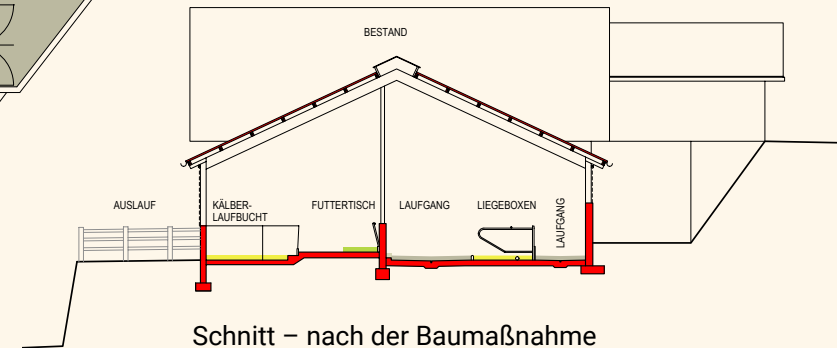 BESTAND
AUSLAUF
KÄLBER-
LAUFBUCHT
FUTTERTISCH
LAUFGANG
LIEGEBOXEN
LAUFGANG
Schnitt – nach der Baumaßnahme